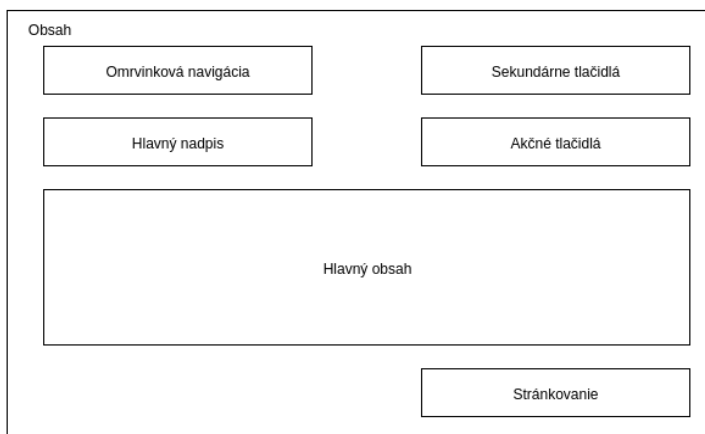 Obsah
Omrvinková navigácia
Sekundárne tlačidlá
Hlavný nadpis
Akčné tlačidlá
Hlavný obsah
Stránkovanie